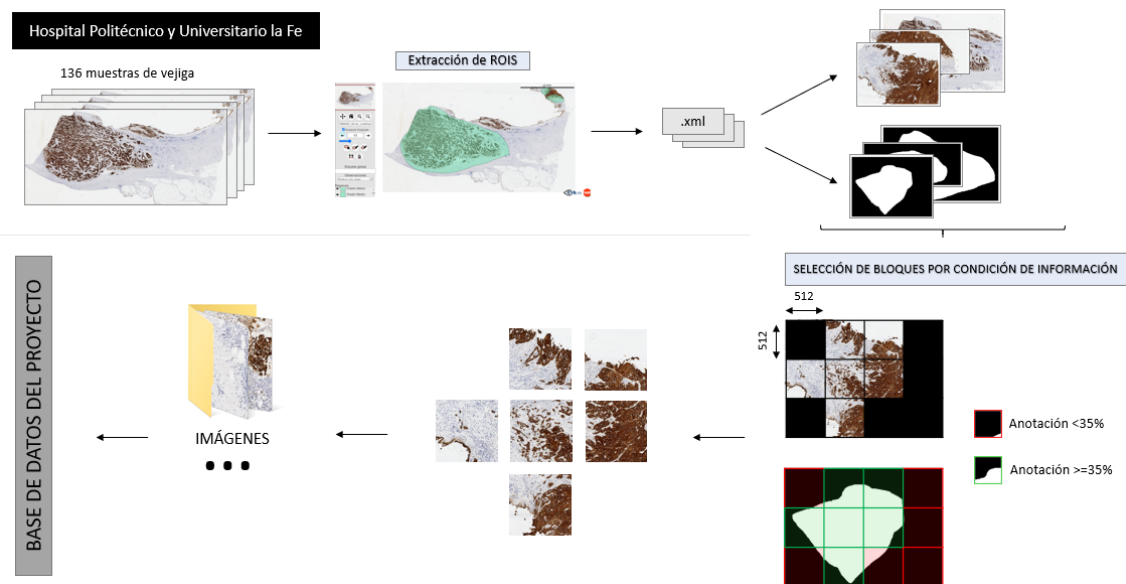 Hospital Politécnico y Universitario la Fe
136 muestras de vejiga
Extracción de ROIS
.xml
SELECCIÓN DE BLOQUES POR CONDICIÓN DE INFORMACIÓN
512
512
Anotación <35%
Anotación >=35%
IMÁGENES
BASE DE DATOS DEL PROYECTO